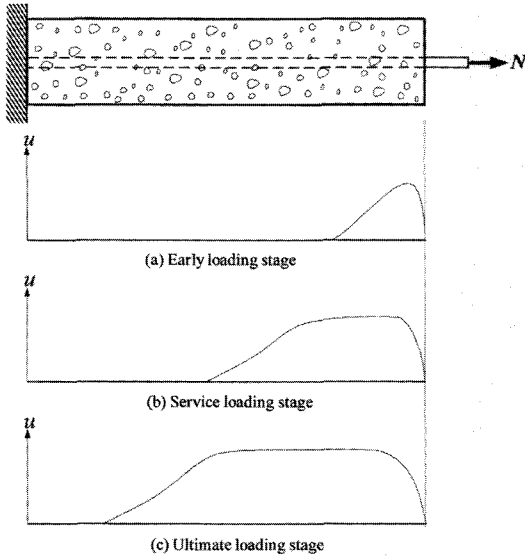 N
u
(a) Early loading stage
u
(b) Service loading stage
u
(c) Ultimate loading stage